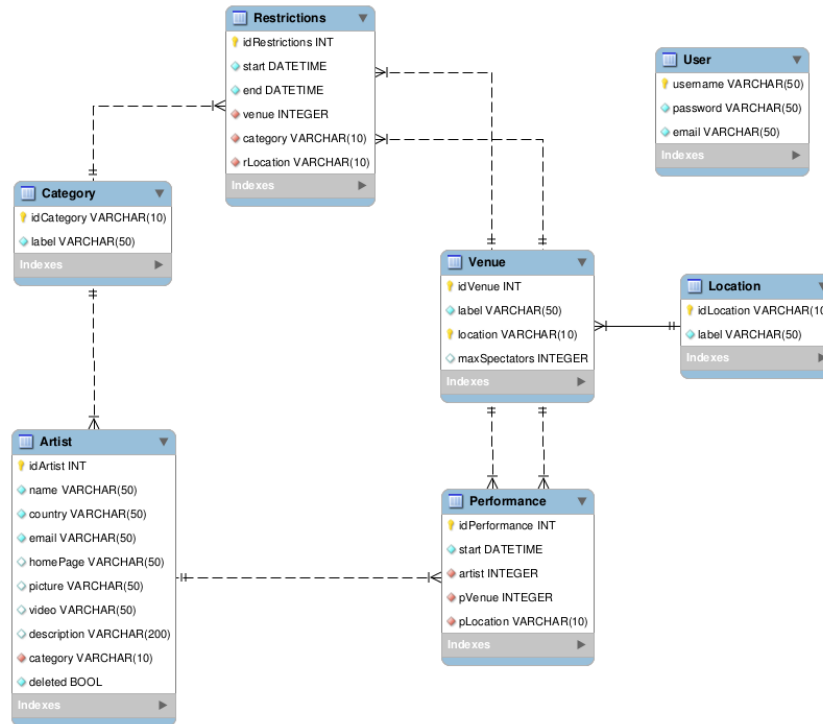 Restrictions
idRestrictions INT
start DATETIME
end DATETIME
venue INTEGER
category VARCHAR(10)
rLocation VARCHAR(10)
Indexes
User
username VARCHAR(50)
password VARCHAR(50)
email VARCHAR(50)
Indexes
Category
idCategory VARCHAR(10)
label VARCHAR(50)
Indexes
Venue
idVenue INT
label VARCHAR(50)
location VARCHAR(10)
maxSpectators INTEGER
Indexes
Location
idLocation VARCHAR(10
label VARCHAR(50)
Indexes
Artist
idArtist INT
name VARCHAR(50)
country VARCHAR(50)
email VARCHAR(50)
homePage VARCHAR(50)
picture VARCHAR(50)
video VARCHAR(50)
description VARCHAR(200)
category VARCHAR(10)
deleted BOOL
Indexes
Performance
idPerformance INT
start DATETIME
artist INTEGER
pVenue INTEGER
pLocation VARCHAR(10)
Indexes